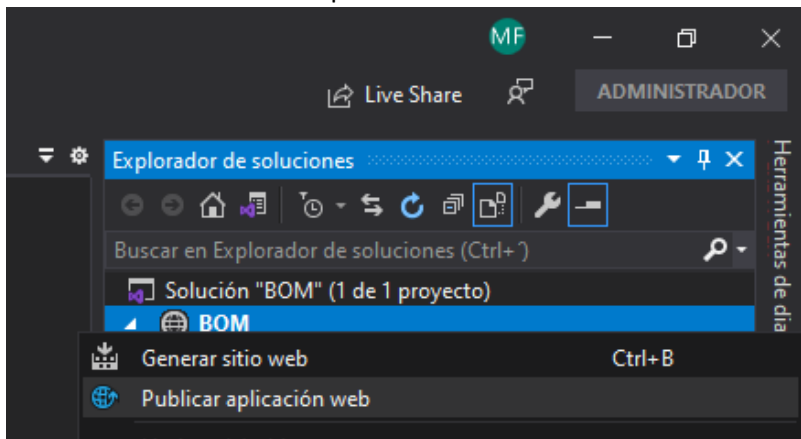 MF
Live Share
ADMINISTRADOR
Explorador de soluciones
Buscar en Explorador de soluciones (Ctrl+´)
Solución "BOM" (1 de 1 proyecto)
BOM
Generar sitio web Ctrl+B
Publicar aplicación web
Herramientas de dia